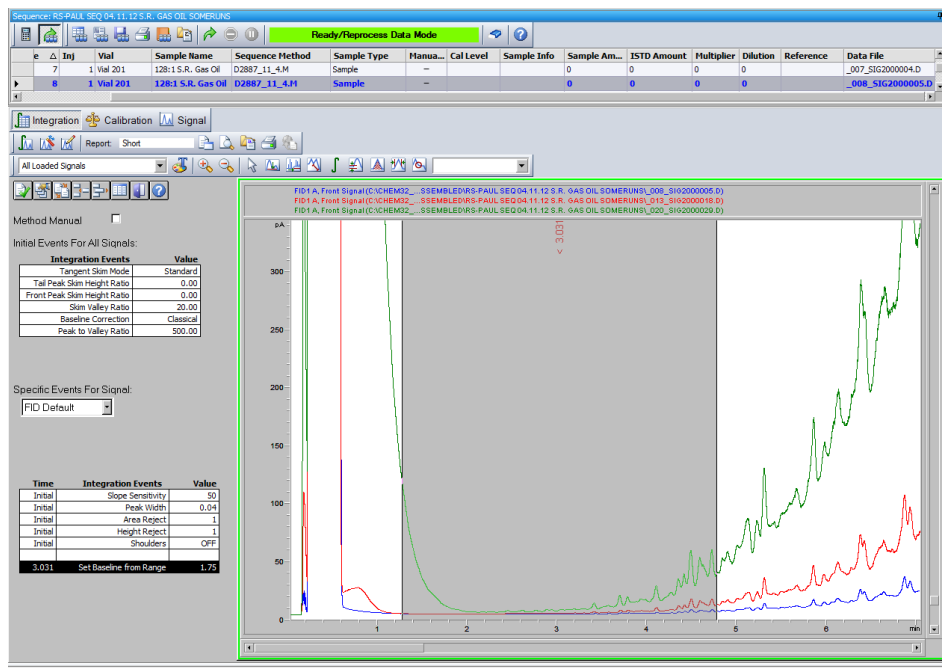 Sequence: RS-PAUL SEQ 04.11.12 S.R. GAS OIL SOMERUNS
Ready/Reprocess Data Mode
e △ Inj Vial Sample Name Sequence Method Sample Type Manua... Cal Level Sample Info Sample Am... ISTD Amount Multiplier Dilution Reference Data File
7 1 Vial 201 128:1 S.R. Gas Oil D2887_11_4.M Sample -- 0 0 0 0 _007_SIG2000004.D
8 1 Vial 201 128:1 S.R. Gas Oil D2887_11_4.M Sample -- 0 0 0 0 _008_SIG2000005.D
Integration Calibration Signal
Report: Short
All Loaded Signals
Method Manual
Initial Events For All Signals:
Integration Events Value
Tangent Skim Mode Standard
Tail Peak Skim Height Ratio 0.00
Front Peak Skim Height Ratio 0.00
Skim Valley Ratio 20.00
Baseline Correction Classical
Peak to Valley Ratio 500.00
Specific Events For Signal:
FID Default
Time Integration Events Value
Initial Slope Sensitivity 50
Initial Peak Width 0.04
Initial Area Reject 1
Initial Height Reject 1
Initial Shoulders OFF
3.031 Set Baseline from Range 1.75
FID1 A, Front Signal (C:\CHEM32_...SSEMBLED\RS-PAUL SEQ 04.11.12 S.R. GAS OIL SOMERUNS\_008_SIG2000005.D)
FID1 A, Front Signal (C:\CHEM32_...SSEMBLED\RS-PAUL SEQ 04.11.12 S.R. GAS OIL SOMERUNS\_013_SIG2000018.D)
FID1 A, Front Signal (C:\CHEM32_...SSEMBLED\RS-PAUL SEQ 04.11.12 S.R. GAS OIL SOMERUNS\_020_SIG2000029.D)
pA
< 3.031
300
250
200
150
100
50
0
1 2 3 4 5 6 min